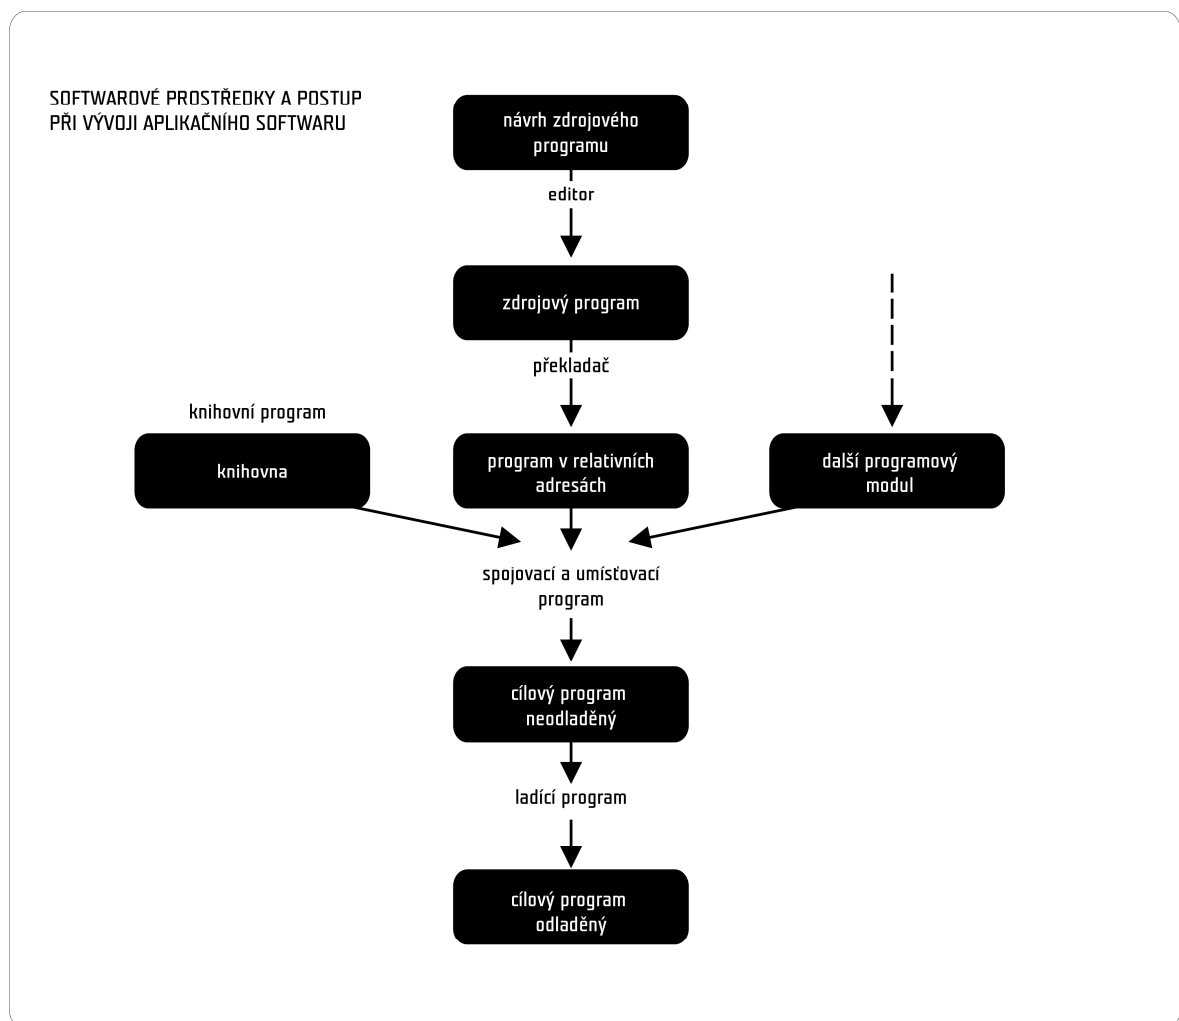 SOFTWAROVÉ PROSTŘEDKY A POSTUP
PŘI VÝVOJI APLIKAČNÍHO SOFTWARU
návrh zdrojového
programu
editor
zdrojový program
překladač
knihovní program
knihovna
program v relativních
adresách
další programový
modul
spojovací a umísťovací
program
cílový program
neodladěný
ladící program
cílový program
odladěný